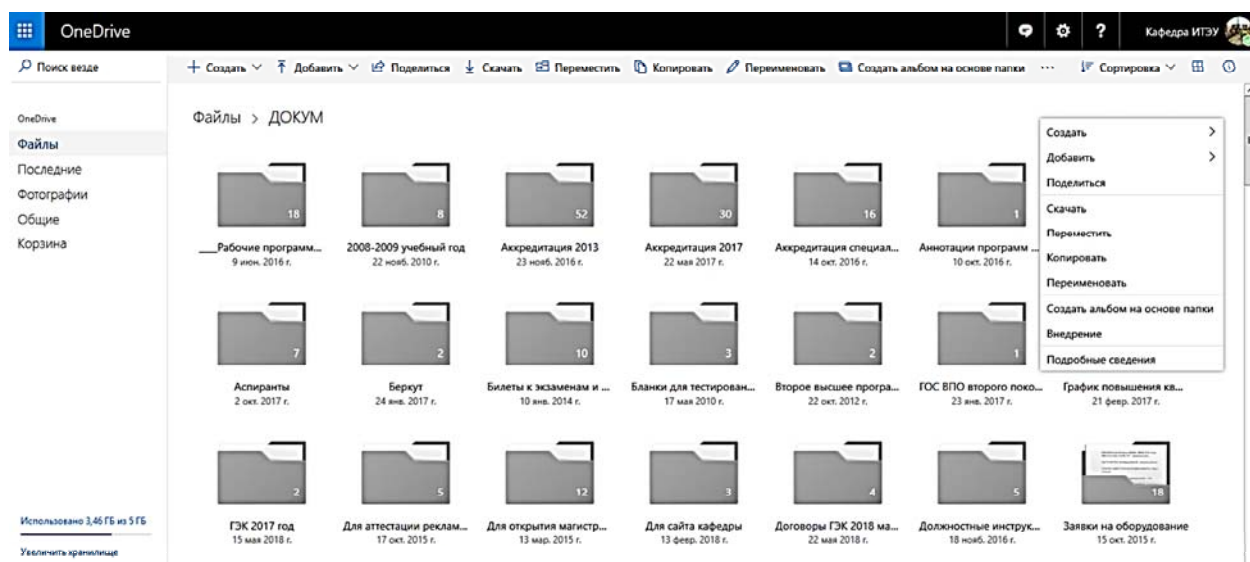 OneDrive
Кафедра ИТЭУ
Поиск везде
Создать Добавить Поделиться Скачать Переместить Копировать Переименовать Создать альбом на основе папки ... Сортировка
OneDrive
Файлы
Последние
Фотографии
Общие
Корзина
Использовано 3,46 ГБ из 5 ГБ
Увеличить хранилище
Файлы > ДОКУМ
18 8 52 30 16 1
___Рабочие программ... 2008-2009 учебный год Аккредитация 2013 Аккредитация 2017 Аккредитация специал... Аннотации программ ...
9 июн. 2016 г. 22 нояб. 2010 г. 23 нояб. 2016 г. 22 мая 2017 г. 14 окт. 2016 г. 10 окт. 2016 г.
7 2 10 3 2 1
Аспиранты Беркут Билеты к экзаменам и ... Бланки для тестирован... Второе высшее програ... ГОС ВПО второго поко... График повышения кв...
2 окт. 2017 г. 24 янв. 2017 г. 10 янв. 2014 г. 17 мая 2010 г. 22 окт. 2012 г. 23 янв. 2017 г. 21 февр. 2017 г.
2 5 12 3 4 5 18
ГЭК 2017 год Для аттестации реклам... Для открытия магистр... Для сайта кафедры Договоры ГЭК 2018 ма... Должностные инструк... Заявки на оборудование
15 мая 2018 г. 17 окт. 2015 г. 13 мар. 2015 г. 13 февр. 2018 г. 22 мая 2018 г. 18 нояб. 2016 г. 15 окт. 2015 г.
Создать
Добавить
Поделиться
Скачать
Переместить
Копировать
Переименовать
Создать альбом на основе папки
Внедрение
Подробные сведения